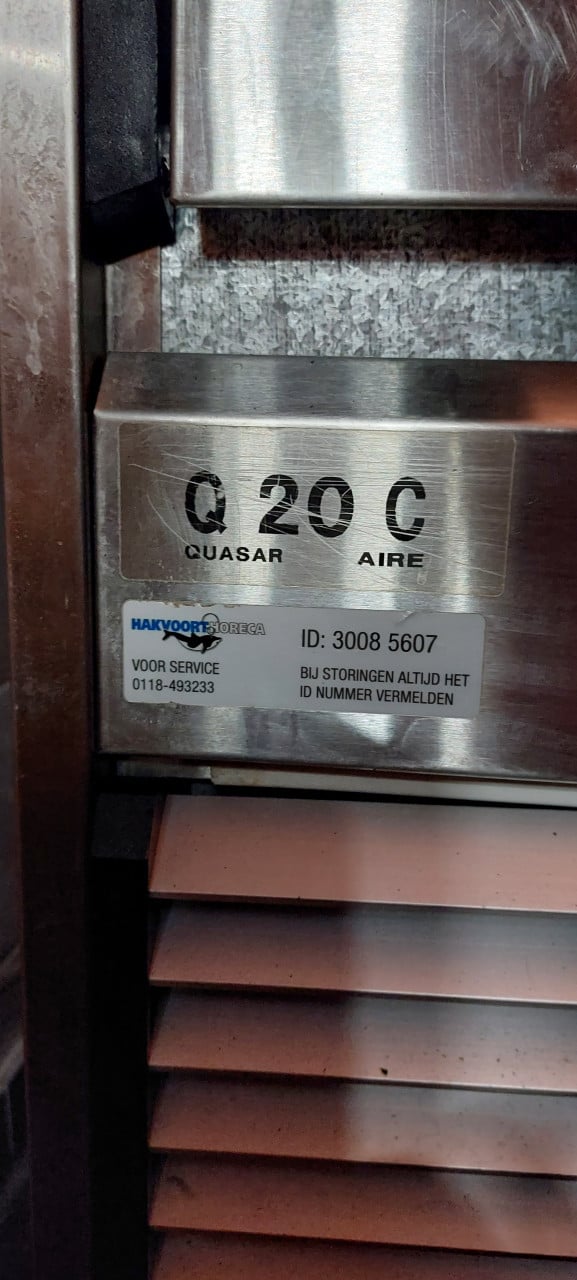 Q 20 C
QUASAR AIRE
HAKVOORT HORECA
ID: 3008 5607
VOOR SERVICE
0118-493233
BIJ STORINGEN ALTIJD HET
ID NUMMER VERMELDEN